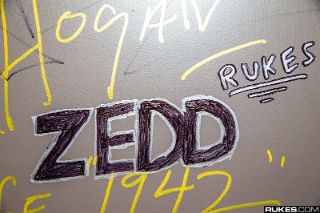 HOGAN
RUKES
ZEDD
"1942"
RUKES.COM